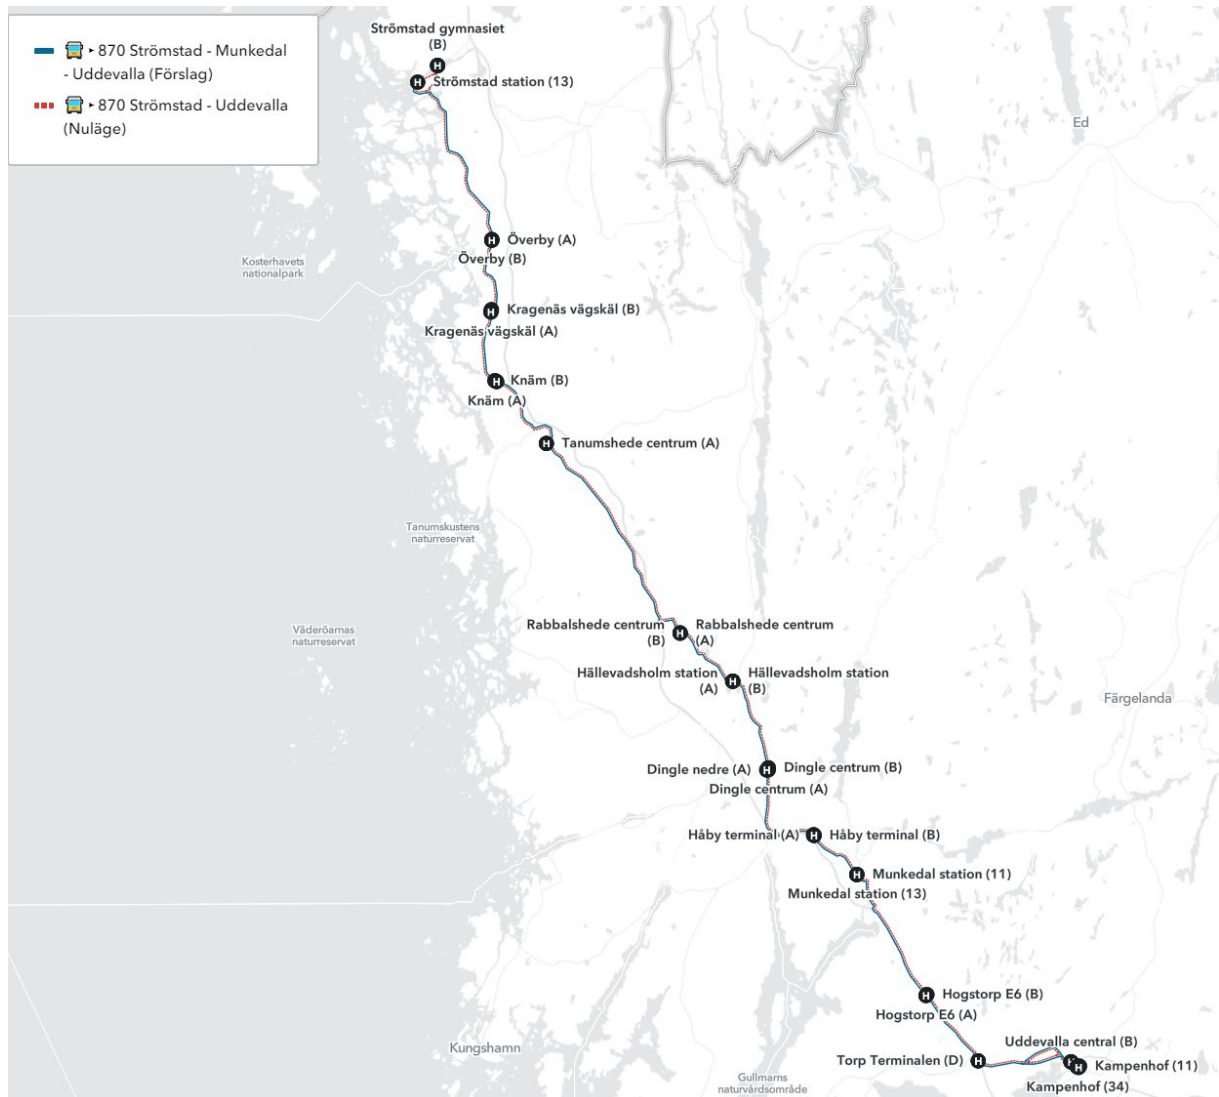 870 Strömstad - Munkedal
- Uddevalla (Förslag)
870 Strömstad - Uddevalla
(Nuläge)
Strömstad gymnasiet
(B)
Strömstad station (13)
Ed
Överby (A)
Överby (B)
Kosterhavets
nationalpark
Kragenäs vägskäl (B)
Kragenäs vägskäl (A)
Knäm (B)
Knäm (A)
Tanumshede centrum (A)
Tanumskustens
naturreservat
Väderöarnas
naturreservat
Rabbalshede centrum
(B)
Rabbalshede centrum
(A)
Hällevadsholm station
(A)
Hällevadsholm station
(B)
Färgelanda
Dingle nedre (A)
Dingle centrum (B)
Dingle centrum (A)
Håby terminal (A)
Håby terminal (B)
Munkedal station (11)
Munkedal station (13)
Hogstorp E6 (B)
Hogstorp E6 (A)
Kungshamn
Uddevalla central (B)
Torp Terminalen (D)
Kampenhof (11)
Kampenhof (34)
Gullmarns
naturvårdsområde